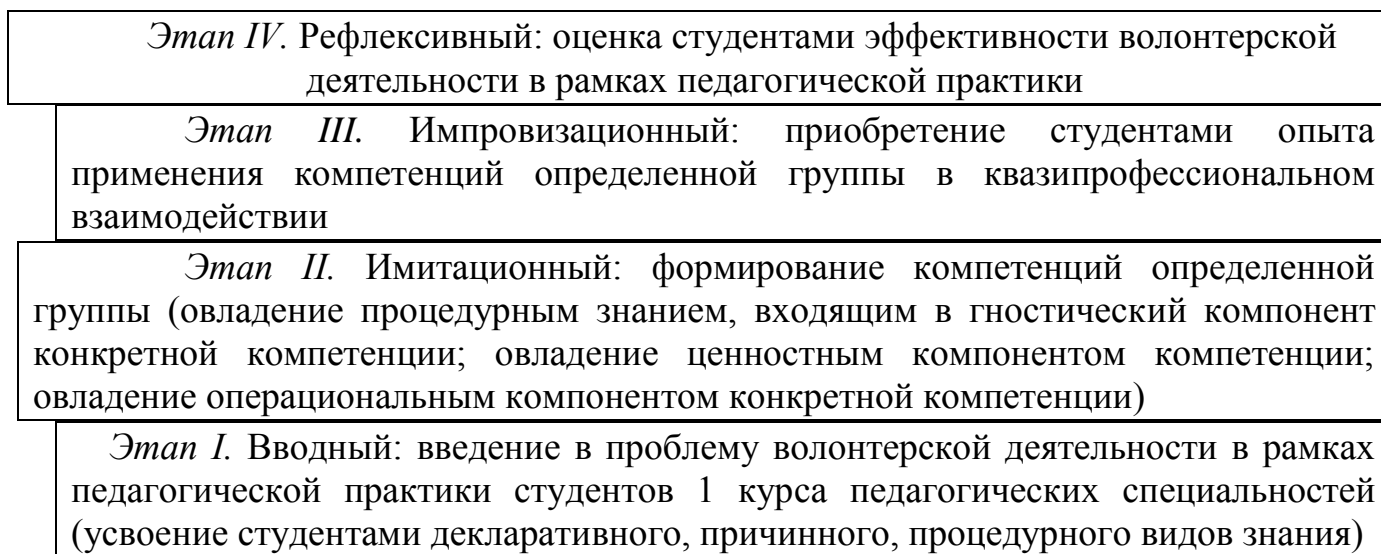 Этап IV. Рефлексивный: оценка студентами эффективности волонтерской
деятельности в рамках педагогической практики
Этап III. Импровизационный: приобретение студентами опыта
применения компетенций определенной группы в квазипрофессиональном
взаимодействии
Этап II. Имитационный: формирование компетенций определенной
группы (овладение процедурным знанием, входящим в гностический компонент
конкретной компетенции; овладение ценностным компонентом компетенции;
овладение операциональным компонентом конкретной компетенции)
Этап I. Вводный: введение в проблему волонтерской деятельности в рамках
педагогической практики студентов 1 курса педагогических специальностей
(усвоение студентами декларативного, причинного, процедурного видов знания)